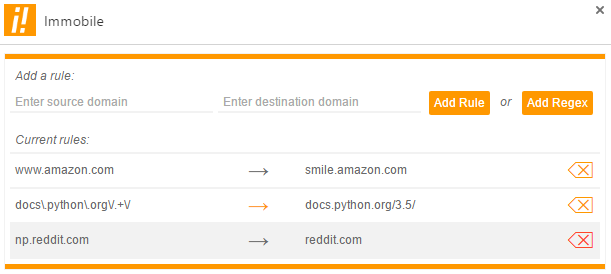 i! Immobile ×
Add a rule:
Enter source domain Enter destination domain Add Rule or Add Regex
Current rules:
www.amazon.com → smile.amazon.com
docs\.python\.org\/.+\/ → docs.python.org/3.5/
np.reddit.com → reddit.com